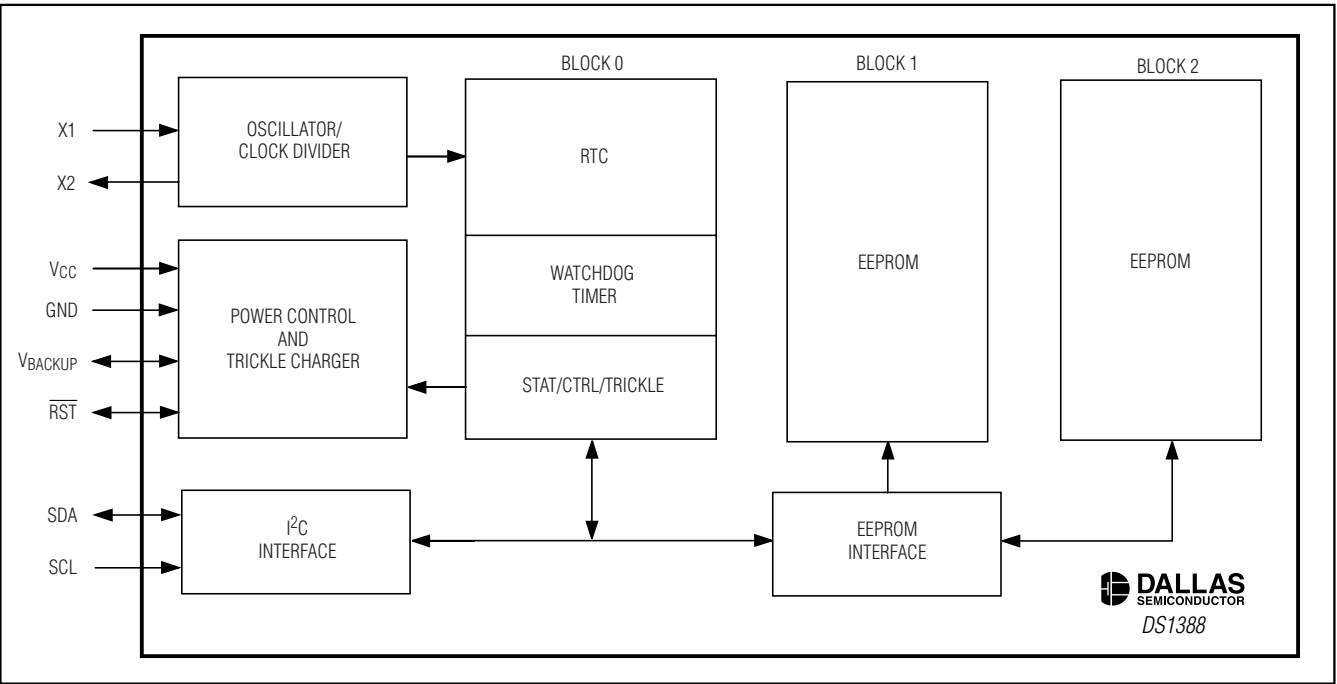 BLOCK 0
BLOCK 1
BLOCK 2
X1
X2
OSCILLATOR/
CLOCK DIVIDER
RTC
VCC
GND
VBACKUP
RST
POWER CONTROL
AND
TRICKLE CHARGER
WATCHDOG
TIMER
STAT/CTRL/TRICKLE
EEPROM
EEPROM
SDA
SCL
I²C
INTERFACE
EEPROM
INTERFACE
DALLAS
SEMICONDUCTOR
DS1388